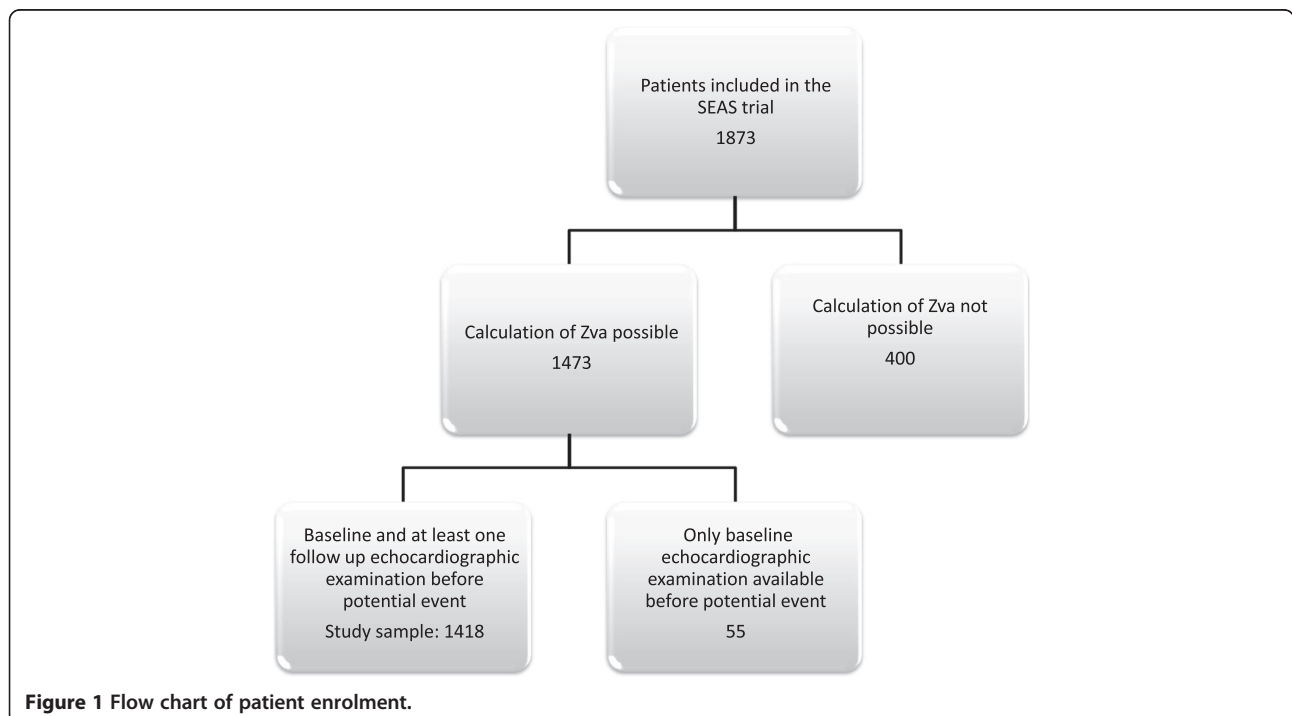 Patients included in the
SEAS trial
1873
Calculation of Zva possible
1473
Calculation of Zva not
possible
400
Baseline and at least one
follow up echocardiographic
examination before
potential event
Study sample: 1418
Only baseline
echocardiographic
examination available
before potential event
55
Figure 1 Flow chart of patient enrolment.